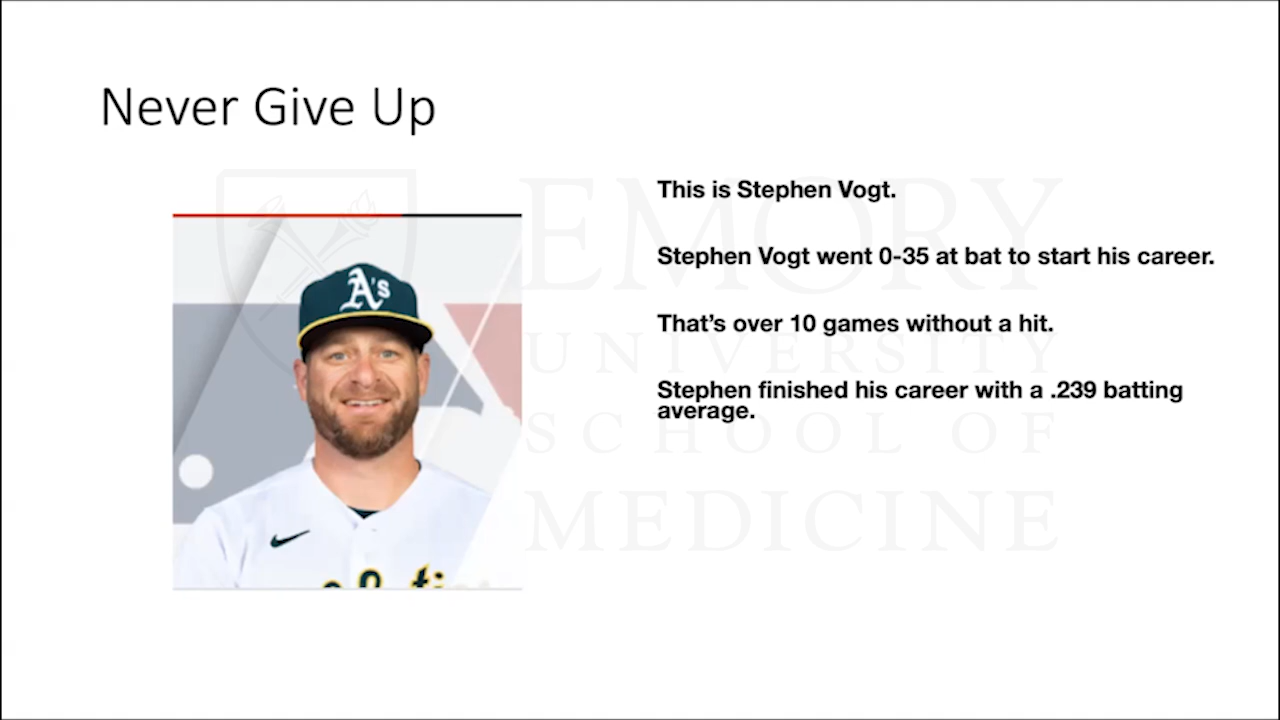 Never Give Up
This is Stephen Vogt.
Stephen Vogt went 0-35 at bat to start his career.
That’s over 10 games without a hit.
Stephen finished his career with a .239 batting
average.
A's
EMORY
UNIVERSITY
SCHOOL OF
MEDICINE